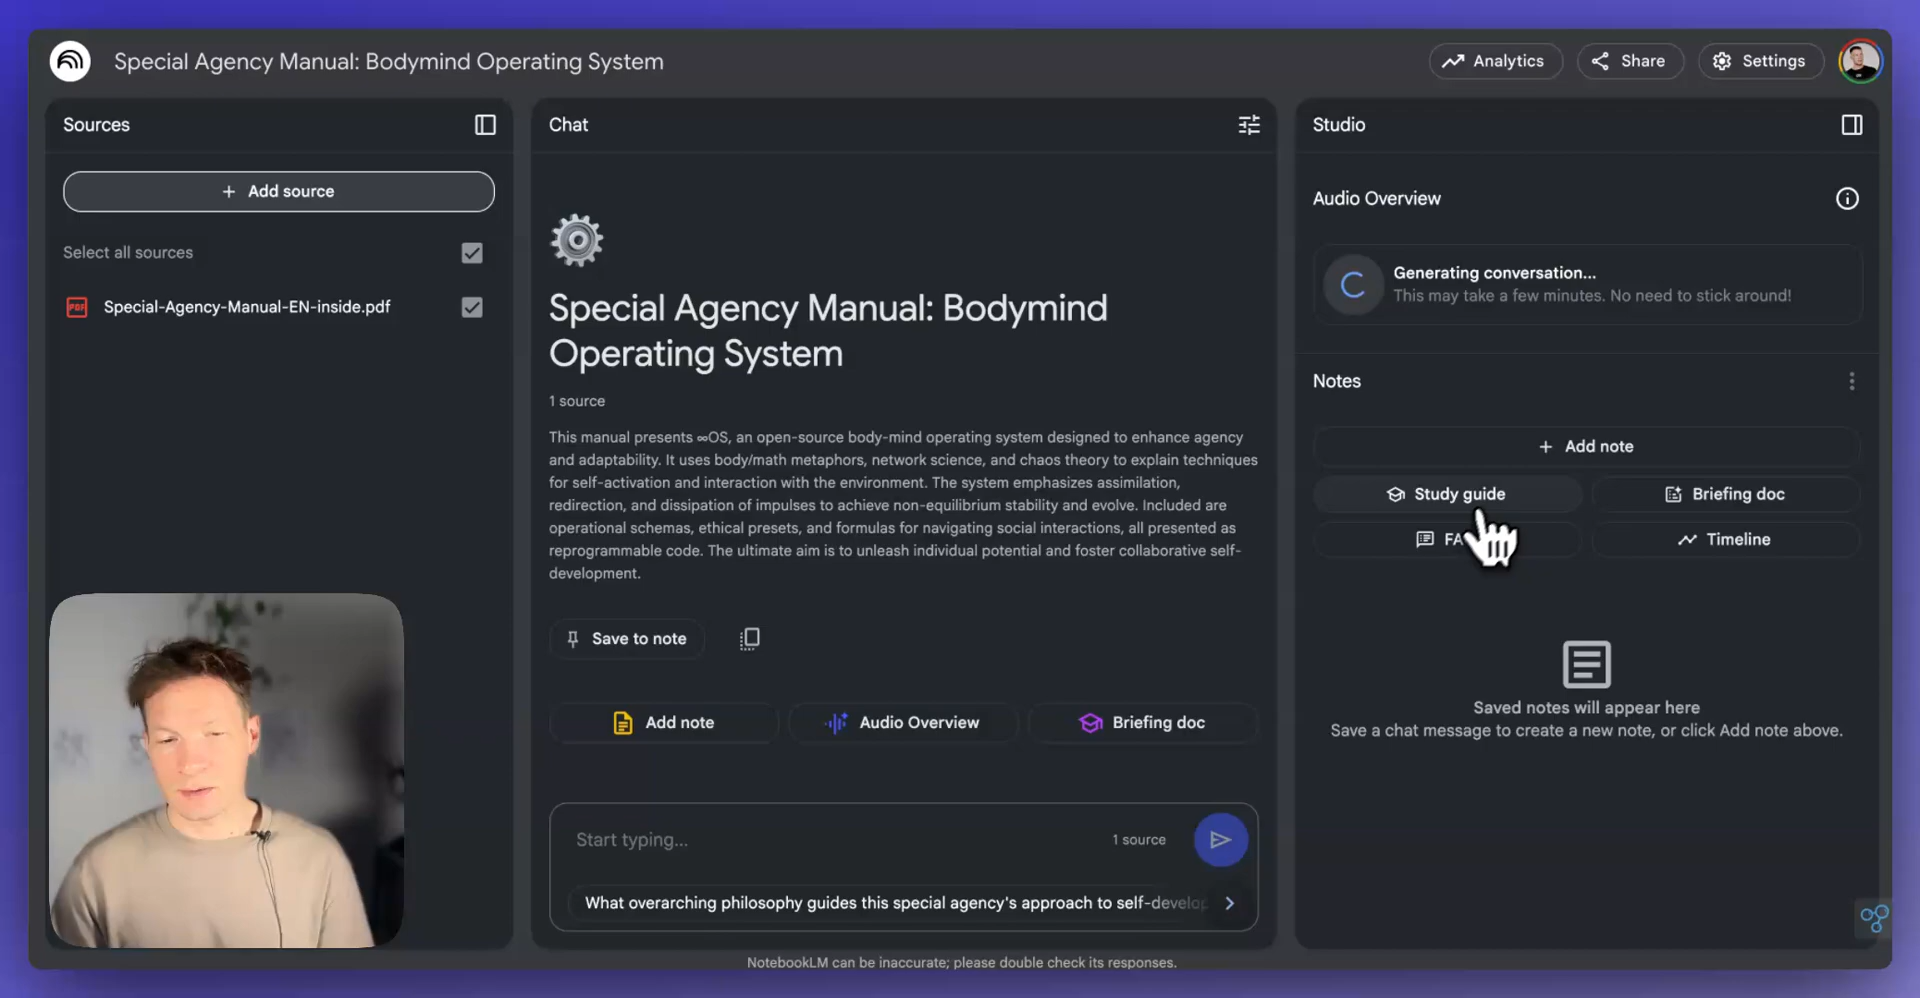 Special Agency Manual: Bodymind Operating System
Analytics
Share
Settings
Sources
Add source
Select all sources
PDF
Special-Agency-Manual-EN-inside.pdf
Chat
Special Agency Manual: Bodymind
Operating System
1 source
This manual presents ∞OS, an open-source body-mind operating system designed to enhance agency
and adaptability. It uses body/math metaphors, network science, and chaos theory to explain techniques
for self-activation and interaction with the environment. The system emphasizes assimilation,
redirection, and dissipation of impulses to achieve non-equilibrium stability and evolve. Included are
operational schemas, ethical presets, and formulas for navigating social interactions, all presented as
reprogrammable code. The ultimate aim is to unleash individual potential and foster collaborative self-
development.
Save to note
Add note
Audio Overview
Briefing doc
Start typing...
1 source
What overarching philosophy guides this special agency's approach to self-develop
Studio
Audio Overview
Generating conversation...
This may take a few minutes. No need to stick around!
Notes
+ Add note
Study guide
Briefing doc
FA
Timeline
Saved notes will appear here
Save a chat message to create a new note, or click Add note above.
NotebookLM can be inaccurate; please double check its responses.